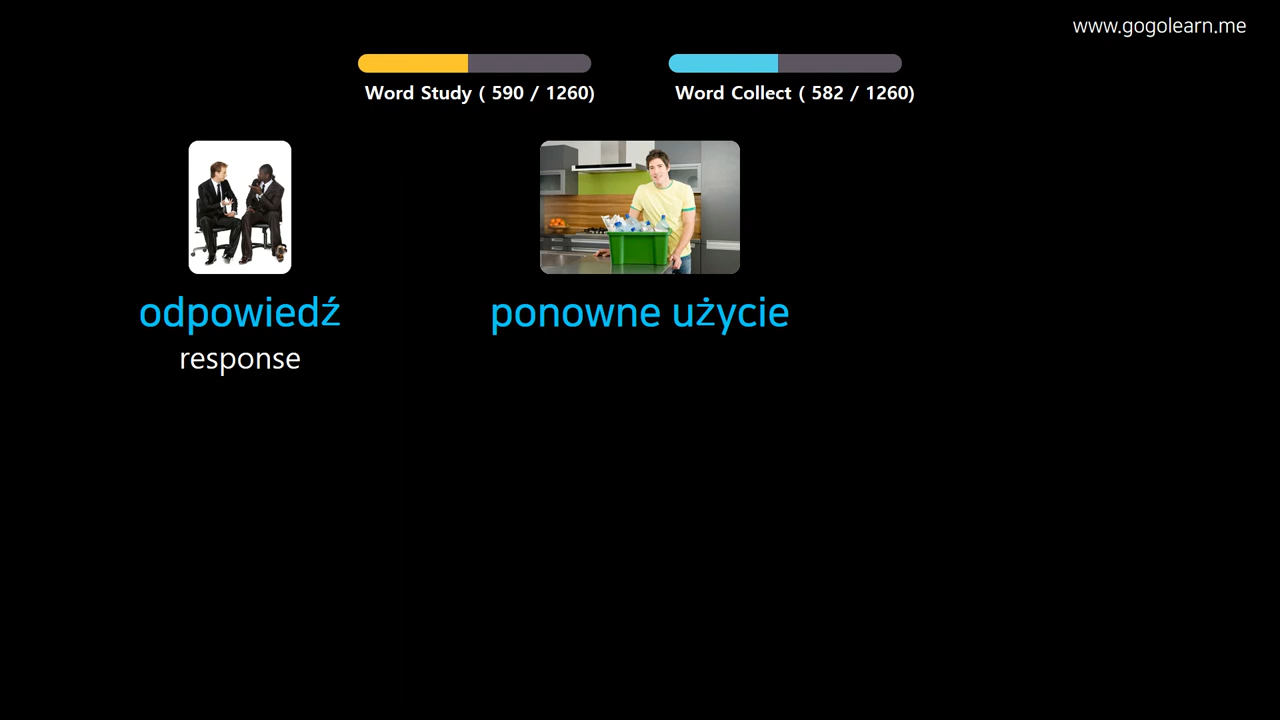 www.gogolearn.me
Word Study ( 590 / 1260)
Word Collect ( 582 / 1260)
odpowiedź
response
ponowne użycie